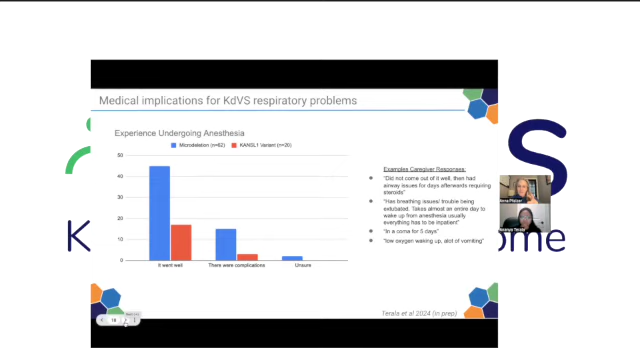 Medical implications for KdVS respiratory problems
Experience Undergoing Anesthesia
Microdeletion (n=62) KANSL1 Variant (n=20)
50
40
30
20
10
0
It went well There were complications Unsure
Examples Caregiver Responses:
"Did not come out of it well, then had
airway issues for days afterwards requiring
steroids"
"Has breathing issues/ trouble being
extubated. Takes almost an entire day to
wake up from anesthesia usually
everything has to be inpatient"
"In a coma for 5 days"
"low oxygen waking up, alot of vomiting"
Terala et al 2024 (in prep)
18
K
S
ome